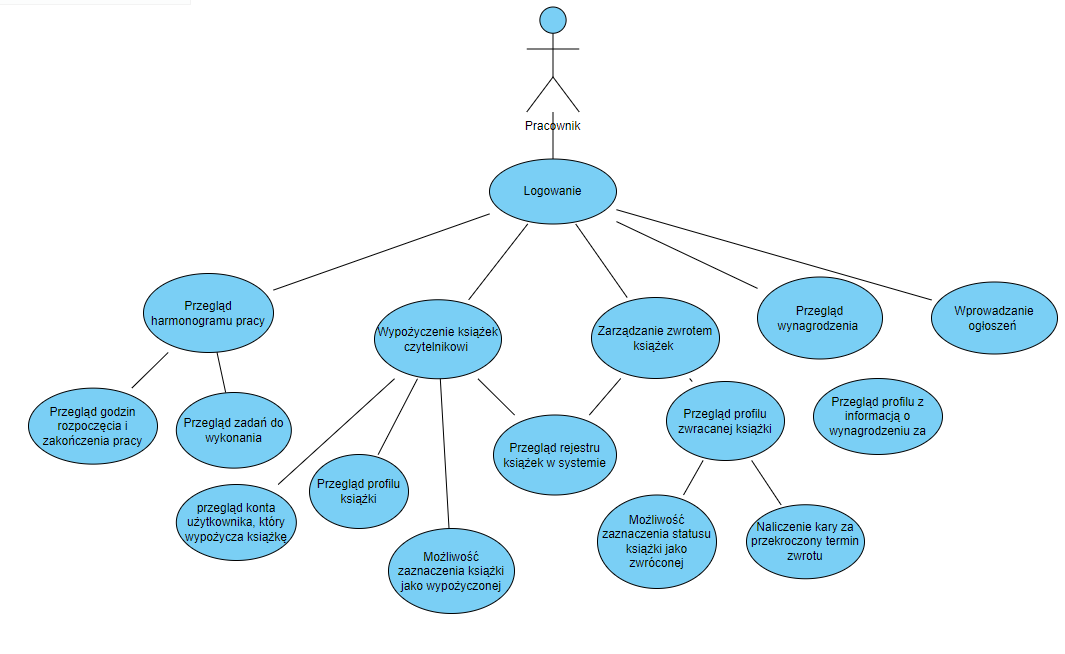 Pracownik
Logowanie
Przegląd
harmonogramu pracy
Wypożyczenie książek
czytelnikowi
Zarządzanie zwrotem
książek
Przegląd
wynagrodzenia
Wprowadzanie
ogłoszeń
Przegląd godzin
rozpoczęcia i
zakończenia pracy
Przegląd zadań do
wykonania
przegląd konta
użytkownika, który
wypożycza książkę
Przegląd profilu
książki
Możliwość
zaznaczenia książki
jako wypożyczonej
Przegląd rejestru
książek w systemie
Przegląd profilu
zwracanej książki
Możliwość
zaznaczenia statusu
książki jako
zwróconej
Naliczenie kary za
przekroczony termin
zwrotu
Przegląd profilu z
informacją o
wynagrodzeniu za